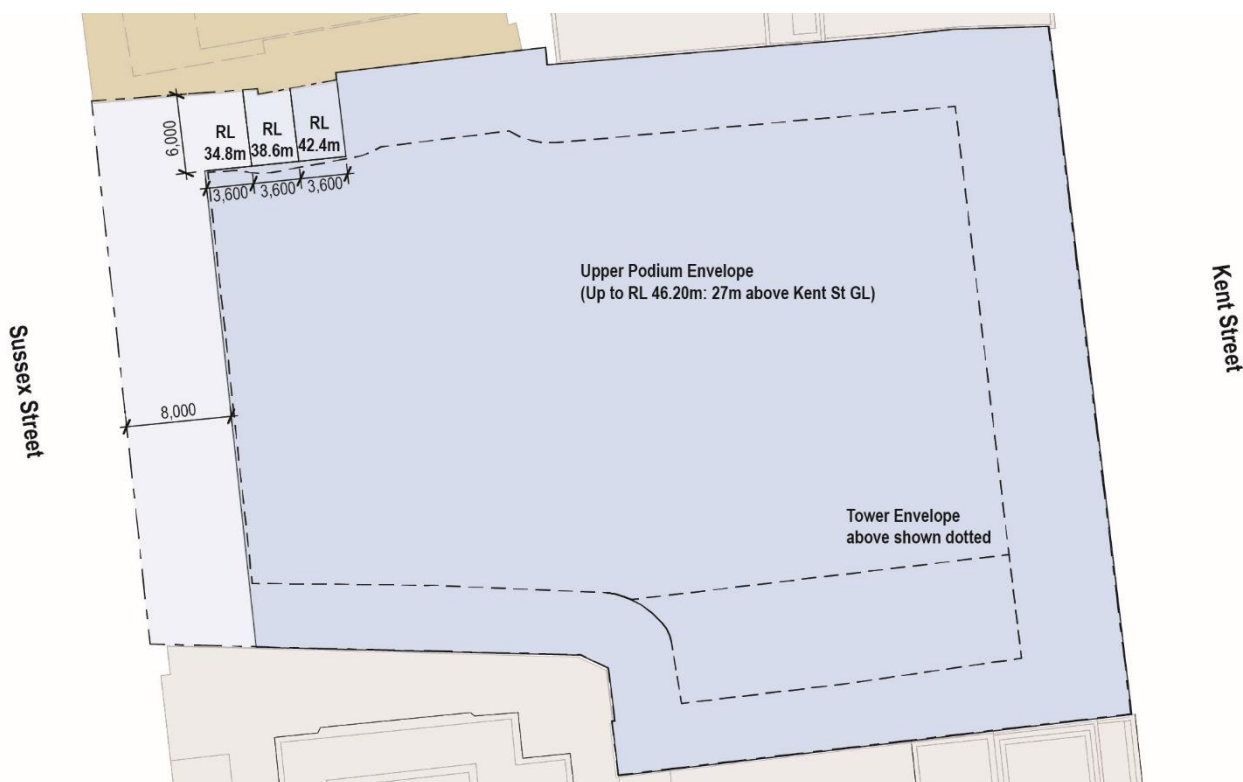 RL
34.8m
RL
38.6m
RL
42.4m
6,000
3,600
3,600
3,600
Upper Podium Envelope
(Up to RL 46.20m: 27m above Kent St GL)
Kent Street
Sussex Street
8,000
Tower Envelope
above shown dotted